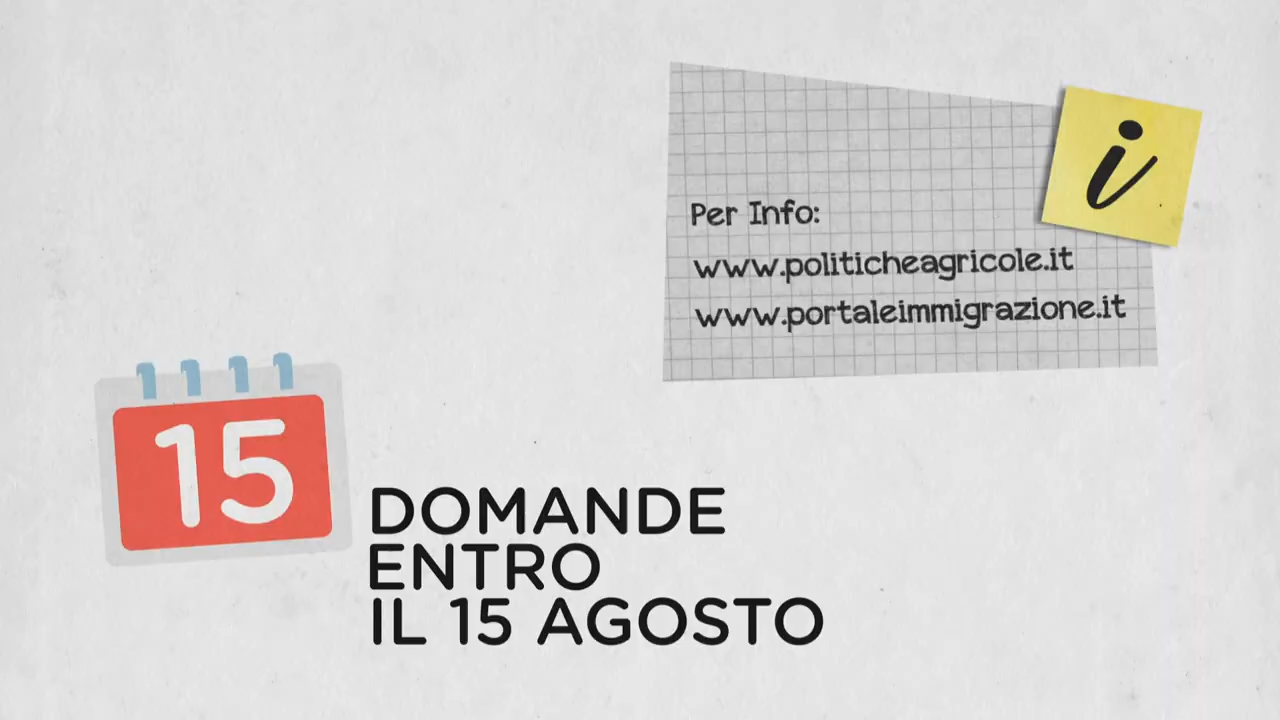 i
Per Info:
www.politicheagricole.it
www.portaleimmigrazione.it
15
DOMANDE
ENTRO
IL 15 AGOSTO